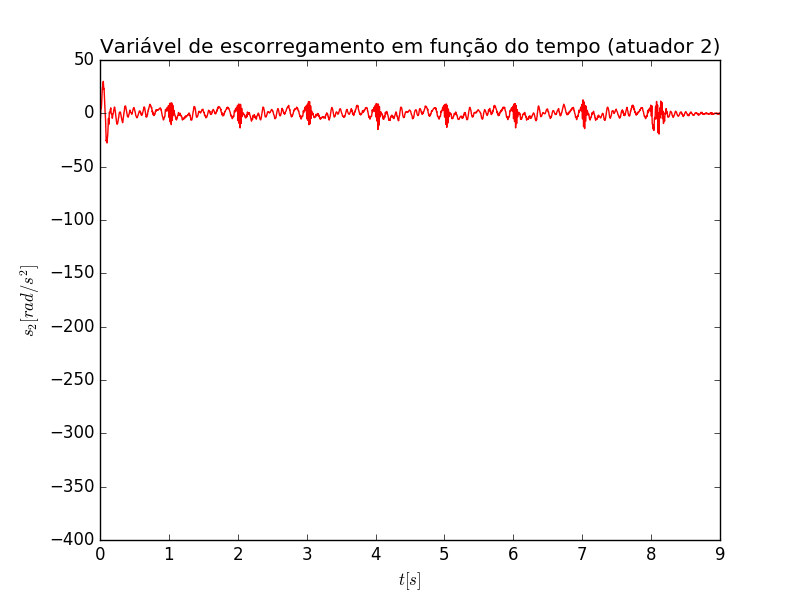 Variável de escorregamento em função do tempo (atuador 2)
50
0
−50
−100
−150
−200
−250
−300
−350
−400
s₂[rad/s²]
0 1 2 3 4 5 6 7 8 9
t[s]